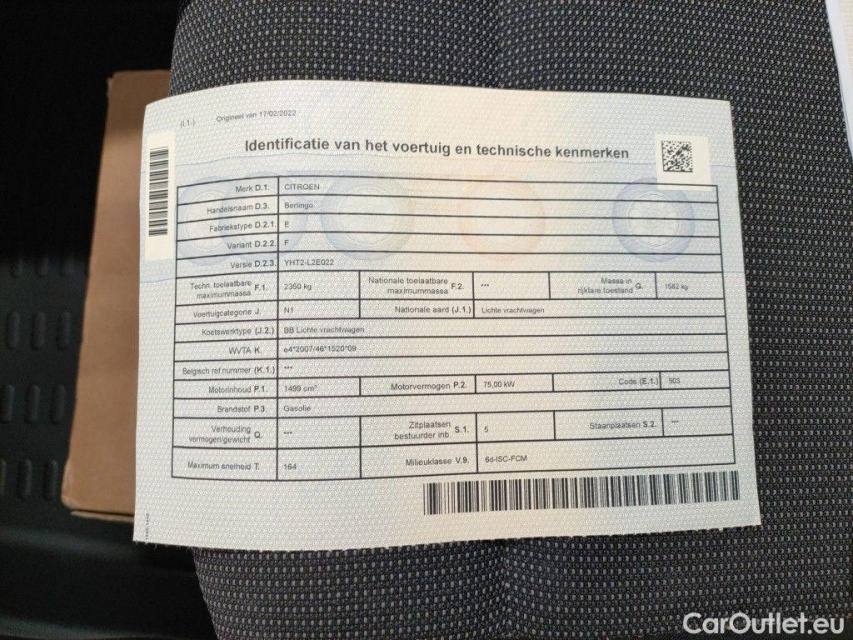 (I.1.) Origineel van 17/02/2022
Identificatie van het voertuig en technische kenmerken
Merk D.1. CITROEN
Handelsnaam D.3. Berlingo
Fabriekstype D.2.1. E
Variant D.2.2. F
Versie D.2.3. YHT2-L2E022
Techn. toelaatbare maximummassa F.1. 2350 kg Nationale toelaatbare maximummassa F.2. --- Massa in rijklare toestand G. 1582 kg
Voertuigcategorie J. N1 Nationale aard (J.1.) Lichte vrachtwagen
Koetswerktype (J.2.) BB Lichte vrachtwagen
WVTA K. e4*2007/46*1520*09
Belgisch ref.nummer (K.1.) ---
Motorinhoud P.1. 1499 cm³ Motorvermogen P.2. 75,00 kW Code (E.1.) 503
Brandstof P.3. Gasolie
Verhouding vermogen/gewicht Q. --- Zitplaatsen bestuurder inb. S.1. 5 Staanplaatsen S.2. ---
Maximum snelheid T. 164 Milieuklasse V.9. 6d-ISC-FCM
CarOutlet.eu